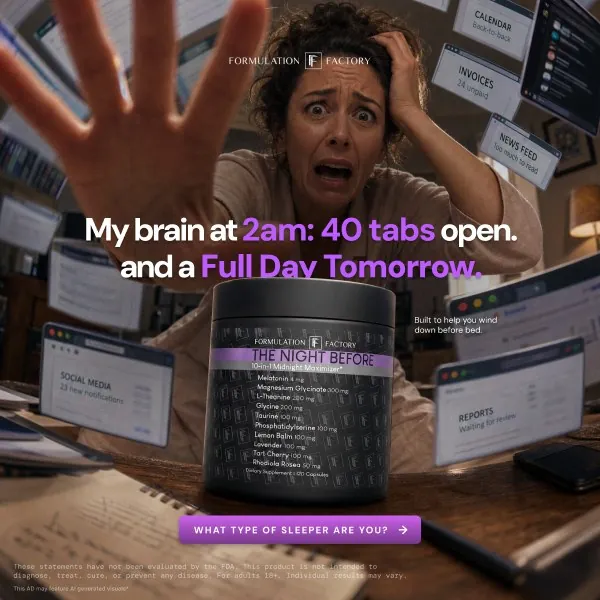 CALENDAR
Back-to-back
FORMULATION F FACTORY
INVOICES
24 unpaid
NEWS FEED
Too much to read
My brain at 2am: 40 tabs open.
and a Full Day Tomorrow.
Built to help you wind
down before bed.
FORMULATION F FACTORY
THE NIGHT BEFORE
10-in-1 Midnight Maximizer*
Melatonin mg
Magnesium Glycinate 300 mg
L-Theanine 250 mg
Glycine 200 mg
Taurine 100 mg
Phosphatidylserine 100 mg
Lemon Balm 100 mg
Lavender 100 mg
Tart Cherry 100 mg
Rhodiola Rosea 50 mg
Dietary Supplement | 120 Capsules
SOCIAL MEDIA
23 new notifications
REPORTS
Waiting for review
WHAT TYPE OF SLEEPER ARE YOU? →
These statements have not been evaluated by the FDA. This product is not intended to
diagnose, treat, cure, or prevent any disease. For adults 18+. Individual results may vary.
This AD may feature AI-generated visuals*